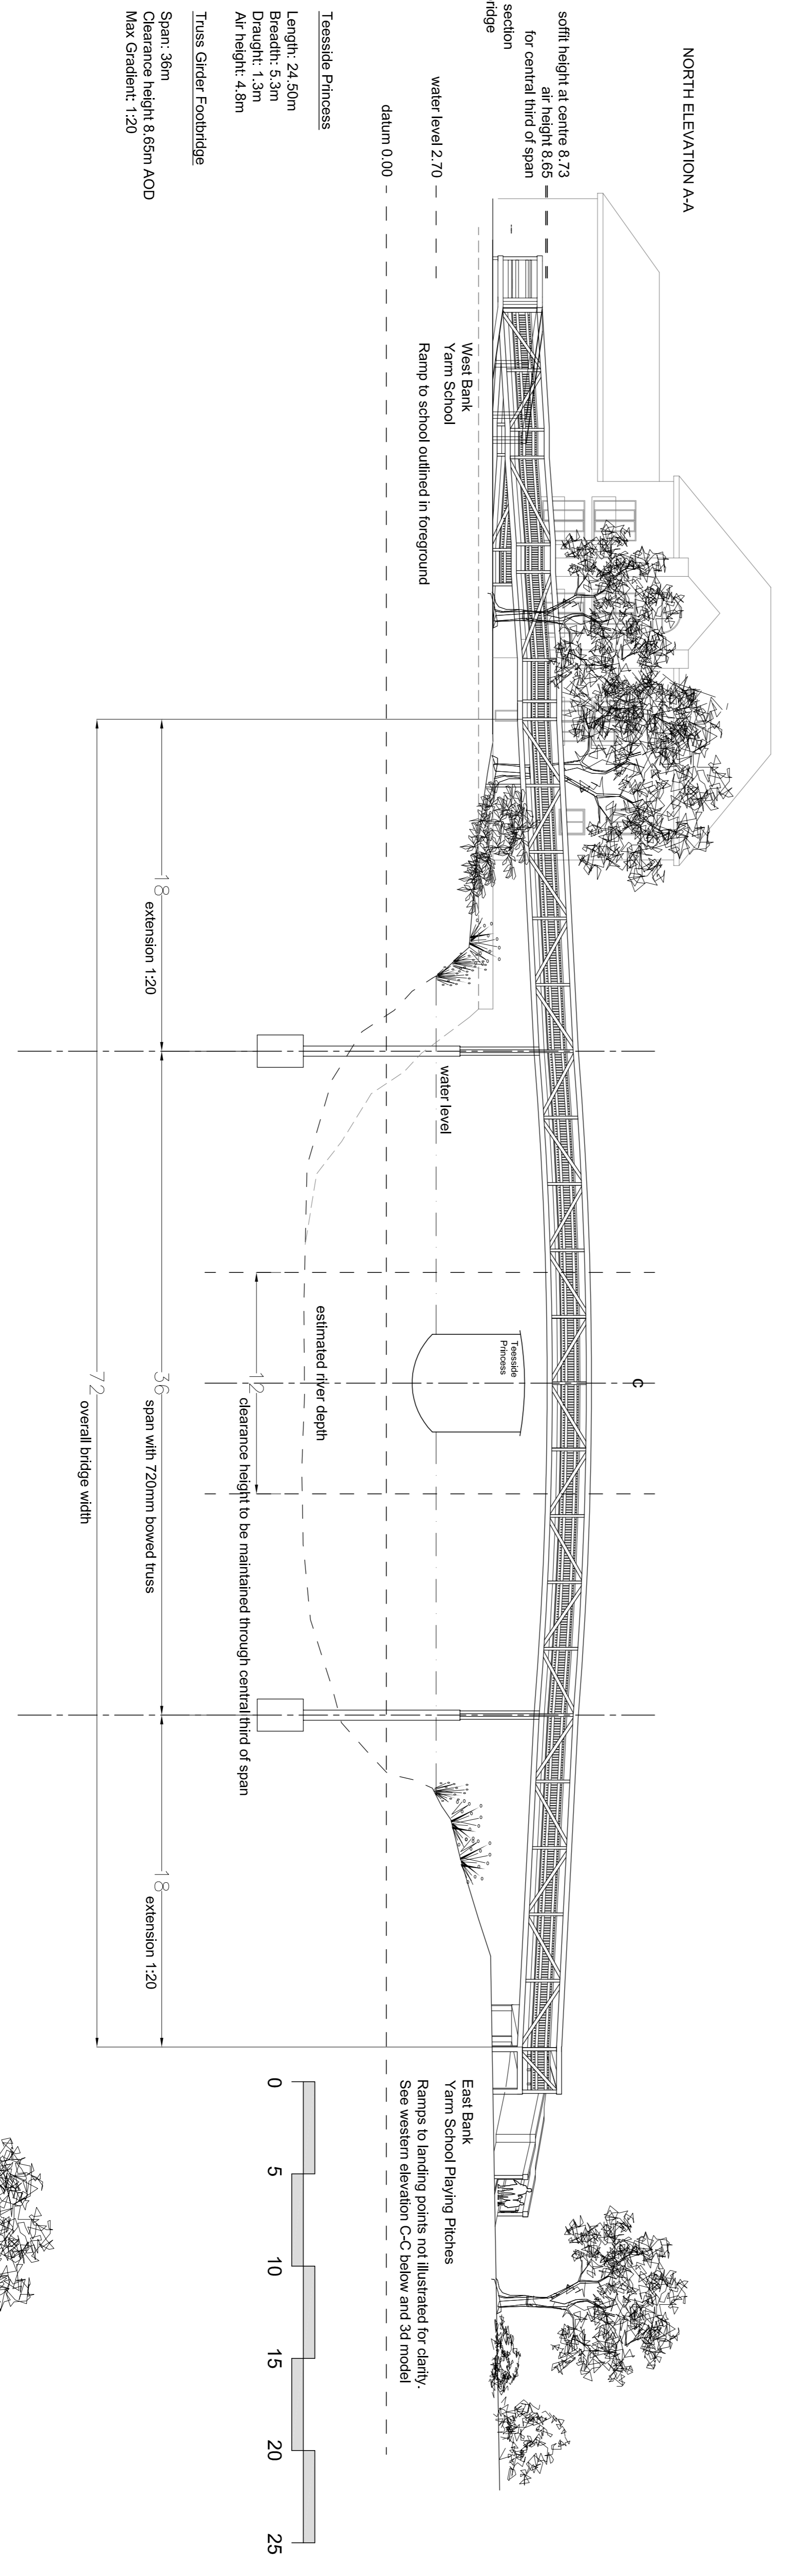 NORTH ELEVATION A-A
soffit height at centre 8.73
air height 8.65
for central third of span
section
ridge
water level 2.70
datum 0.00
Teesside Princess
Length: 24.50m
Breadth: 5.3m
Draught: 1.3m
Air height: 4.8m
Truss Girder Footbridge
Span: 36m
Clearance height 8.65m AOD
Max Gradient: 1:20
West Bank
Yarm School
Ramp to school outlined in foreground
water level
C
Teesside
Princess
estimated river depth
12
clearance height to be maintained through central third of span
18
extension 1:20
36
span with 720mm bowed truss
18
extension 1:20
72
overall bridge width
East Bank
Yarm School Playing Pitches
Ramps to landing points not illustrated for clarity.
See western elevation C-C below and 3d model
0
5
10
15
20
25